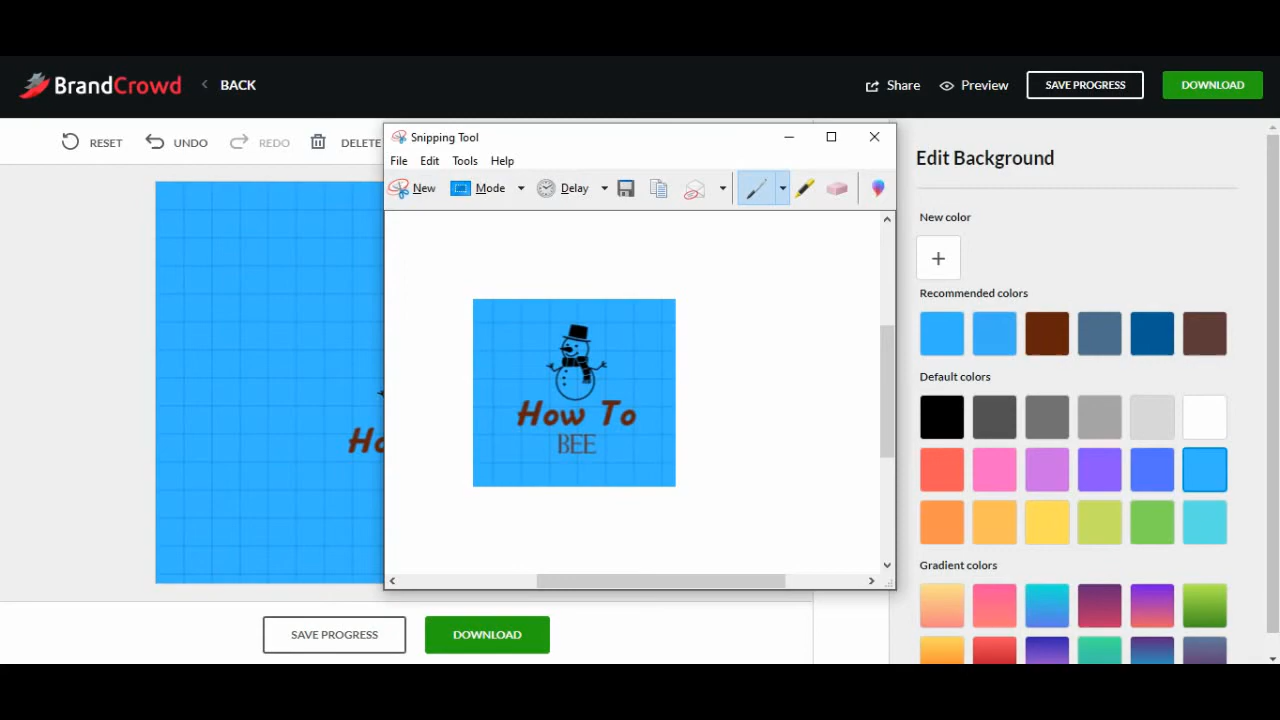 BrandCrowd
BACK
Share
Preview
SAVE PROGRESS
DOWNLOAD
RESET
UNDO
REDO
DELETE
Snipping Tool
File Edit Tools Help
New Mode Delay
Ho
How To
BEE
SAVE PROGRESS
DOWNLOAD
Edit Background
New color
+
Recommended colors
Default colors
Gradient colors